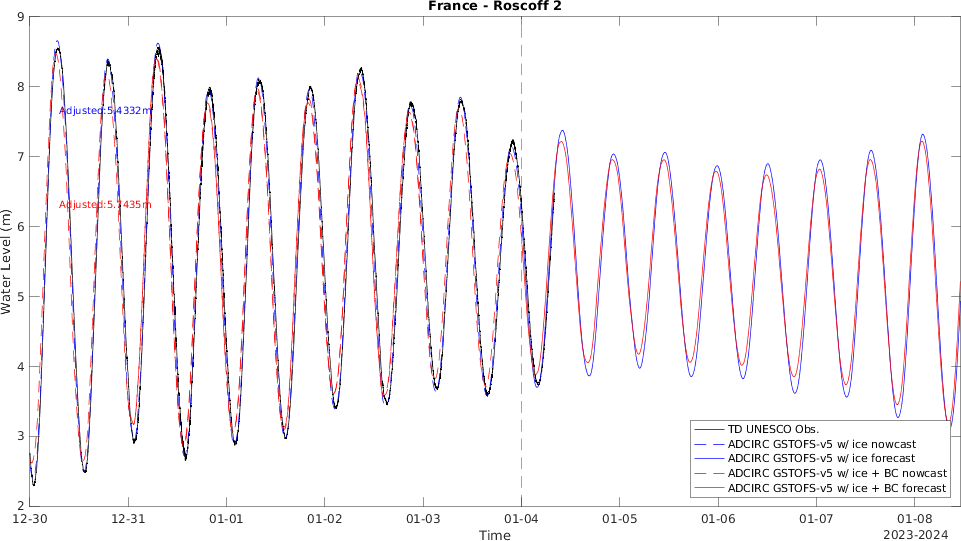 France - Roscoff 2
9
8
7
6
5
4
3
2
Water Level (m)
Adjusted:5.4332m
Adjusted:5.7435m
TD UNESCO Obs.
ADCIRC GSTOFS-v5 w/ ice nowcast
ADCIRC GSTOFS-v5 w/ ice forecast
ADCIRC GSTOFS-v5 w/ ice + BC nowcast
ADCIRC GSTOFS-v5 w/ ice + BC forecast
12-30 12-31 01-01 01-02 01-03 01-04 01-05 01-06 01-07 01-08
Time
2023-2024